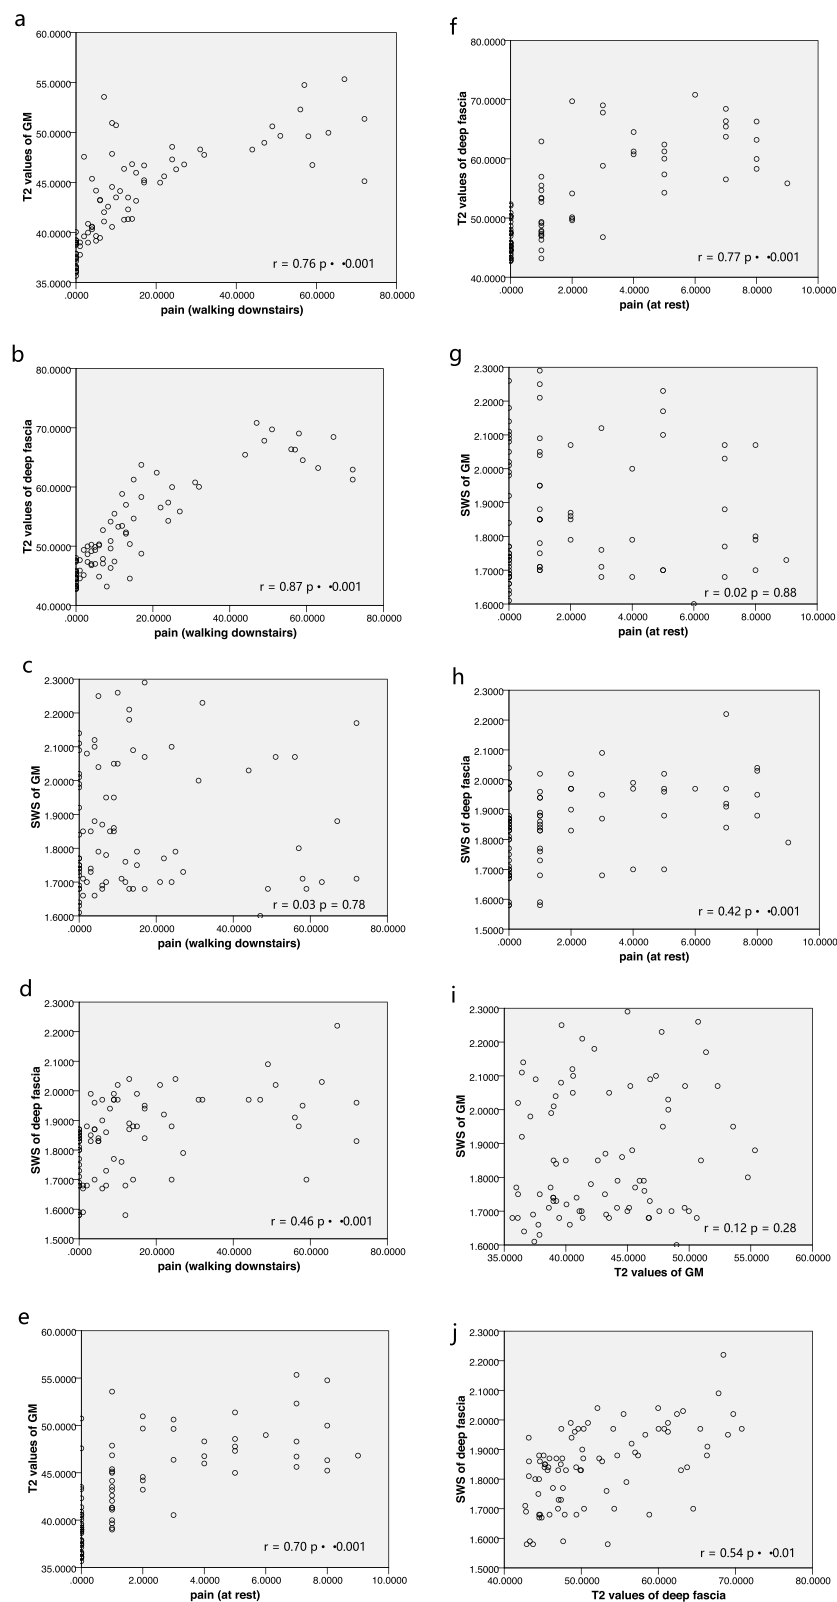 a
60.0000
55.0000
50.0000
45.0000
40.0000
35.0000
T2 values of GM
r = 0.76 p • •0.001
.0000 20.0000 40.0000 60.0000 80.0000
pain (walking downstairs)
b
80.0000
70.0000
60.0000
50.0000
40.0000
T2 values of deep fascia
r = 0.87 p • •0.001
.0000 20.0000 40.0000 60.0000 80.0000
pain (walking downstairs)
c
2.3000
2.2000
2.1000
2.0000
1.9000
1.8000
1.7000
1.6000
SWS of GM
r = 0.03 p = 0.78
.0000 20.0000 40.0000 60.0000 80.0000
pain (walking downstairs)
d
2.3000
2.2000
2.1000
2.0000
1.9000
1.8000
1.7000
1.6000
1.5000
SWS of deep fascia
r = 0.46 p • •0.001
.0000 20.0000 40.0000 60.0000 80.0000
pain (walking downstairs)
e
60.0000
55.0000
50.0000
45.0000
40.0000
35.0000
T2 values of GM
r = 0.70 p • •0.001
.0000 2.0000 4.0000 6.0000 8.0000 10.0000
pain (at rest)
f
80.0000
70.0000
60.0000
50.0000
40.0000
T2 values of deep fascia
r = 0.77 p • •0.001
.0000 2.0000 4.0000 6.0000 8.0000 10.0000
pain (at rest)
g
2.3000
2.2000
2.1000
2.0000
1.9000
1.8000
1.7000
1.6000
SWS of GM
r = 0.02 p = 0.88
.0000 2.0000 4.0000 6.0000 8.0000 10.0000
pain (at rest)
h
2.3000
2.1000
2.0000
1.9000
1.8000
1.7000
1.6000
1.5000
SWS of deep fascia
r = 0.42 p • •0.001
.0000 2.0000 4.0000 6.0000 8.0000 10.0000
pain (at rest)
i
2.3000
2.2000
2.1000
2.0000
1.9000
1.8000
1.7000
1.6000
SWS of GM
r = 0.12 p = 0.28
35.0000 40.0000 45.0000 50.0000 55.0000 60.0000
T2 values of GM
j
2.3000
2.2000
2.1000
2.0000
1.9000
1.8000
1.7000
1.6000
1.5000
SWS of deep fascia
r = 0.54 p • •0.01
40.0000 50.0000 60.0000 70.0000 80.0000
T2 values of deep fascia